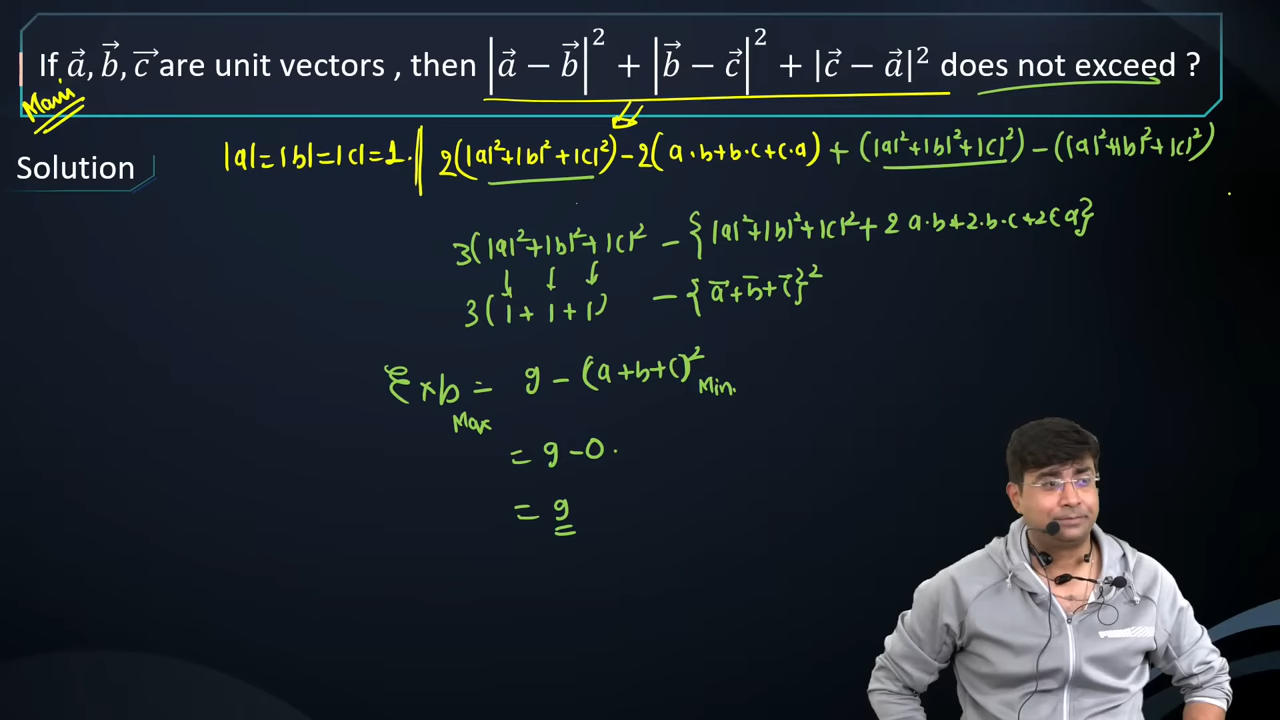 If a⃗, b⃗, c⃗ are unit vectors , then |a⃗ − b⃗|² + |b⃗ − c⃗|² + |c⃗ − a⃗|² does not exceed ?
Main
Solution
|a| = |b| = |c| = 1. | 2(|a|²+|b|²+|c|²) − 2(a·b+b·c+c·a) + (|a|²+|b|²+|c|²) − (|a|²+|b|²+|c|²)
3(|a|²+|b|²+|c|² − {|a|²+|b|²+|c|²+2 a·b+2·b·c+2ca}
3(1+1+1) − {a̅+b̅+c̅}²
Exb Max = 9 − (a+b+c)² Min.
= 9 − 0.
= 9